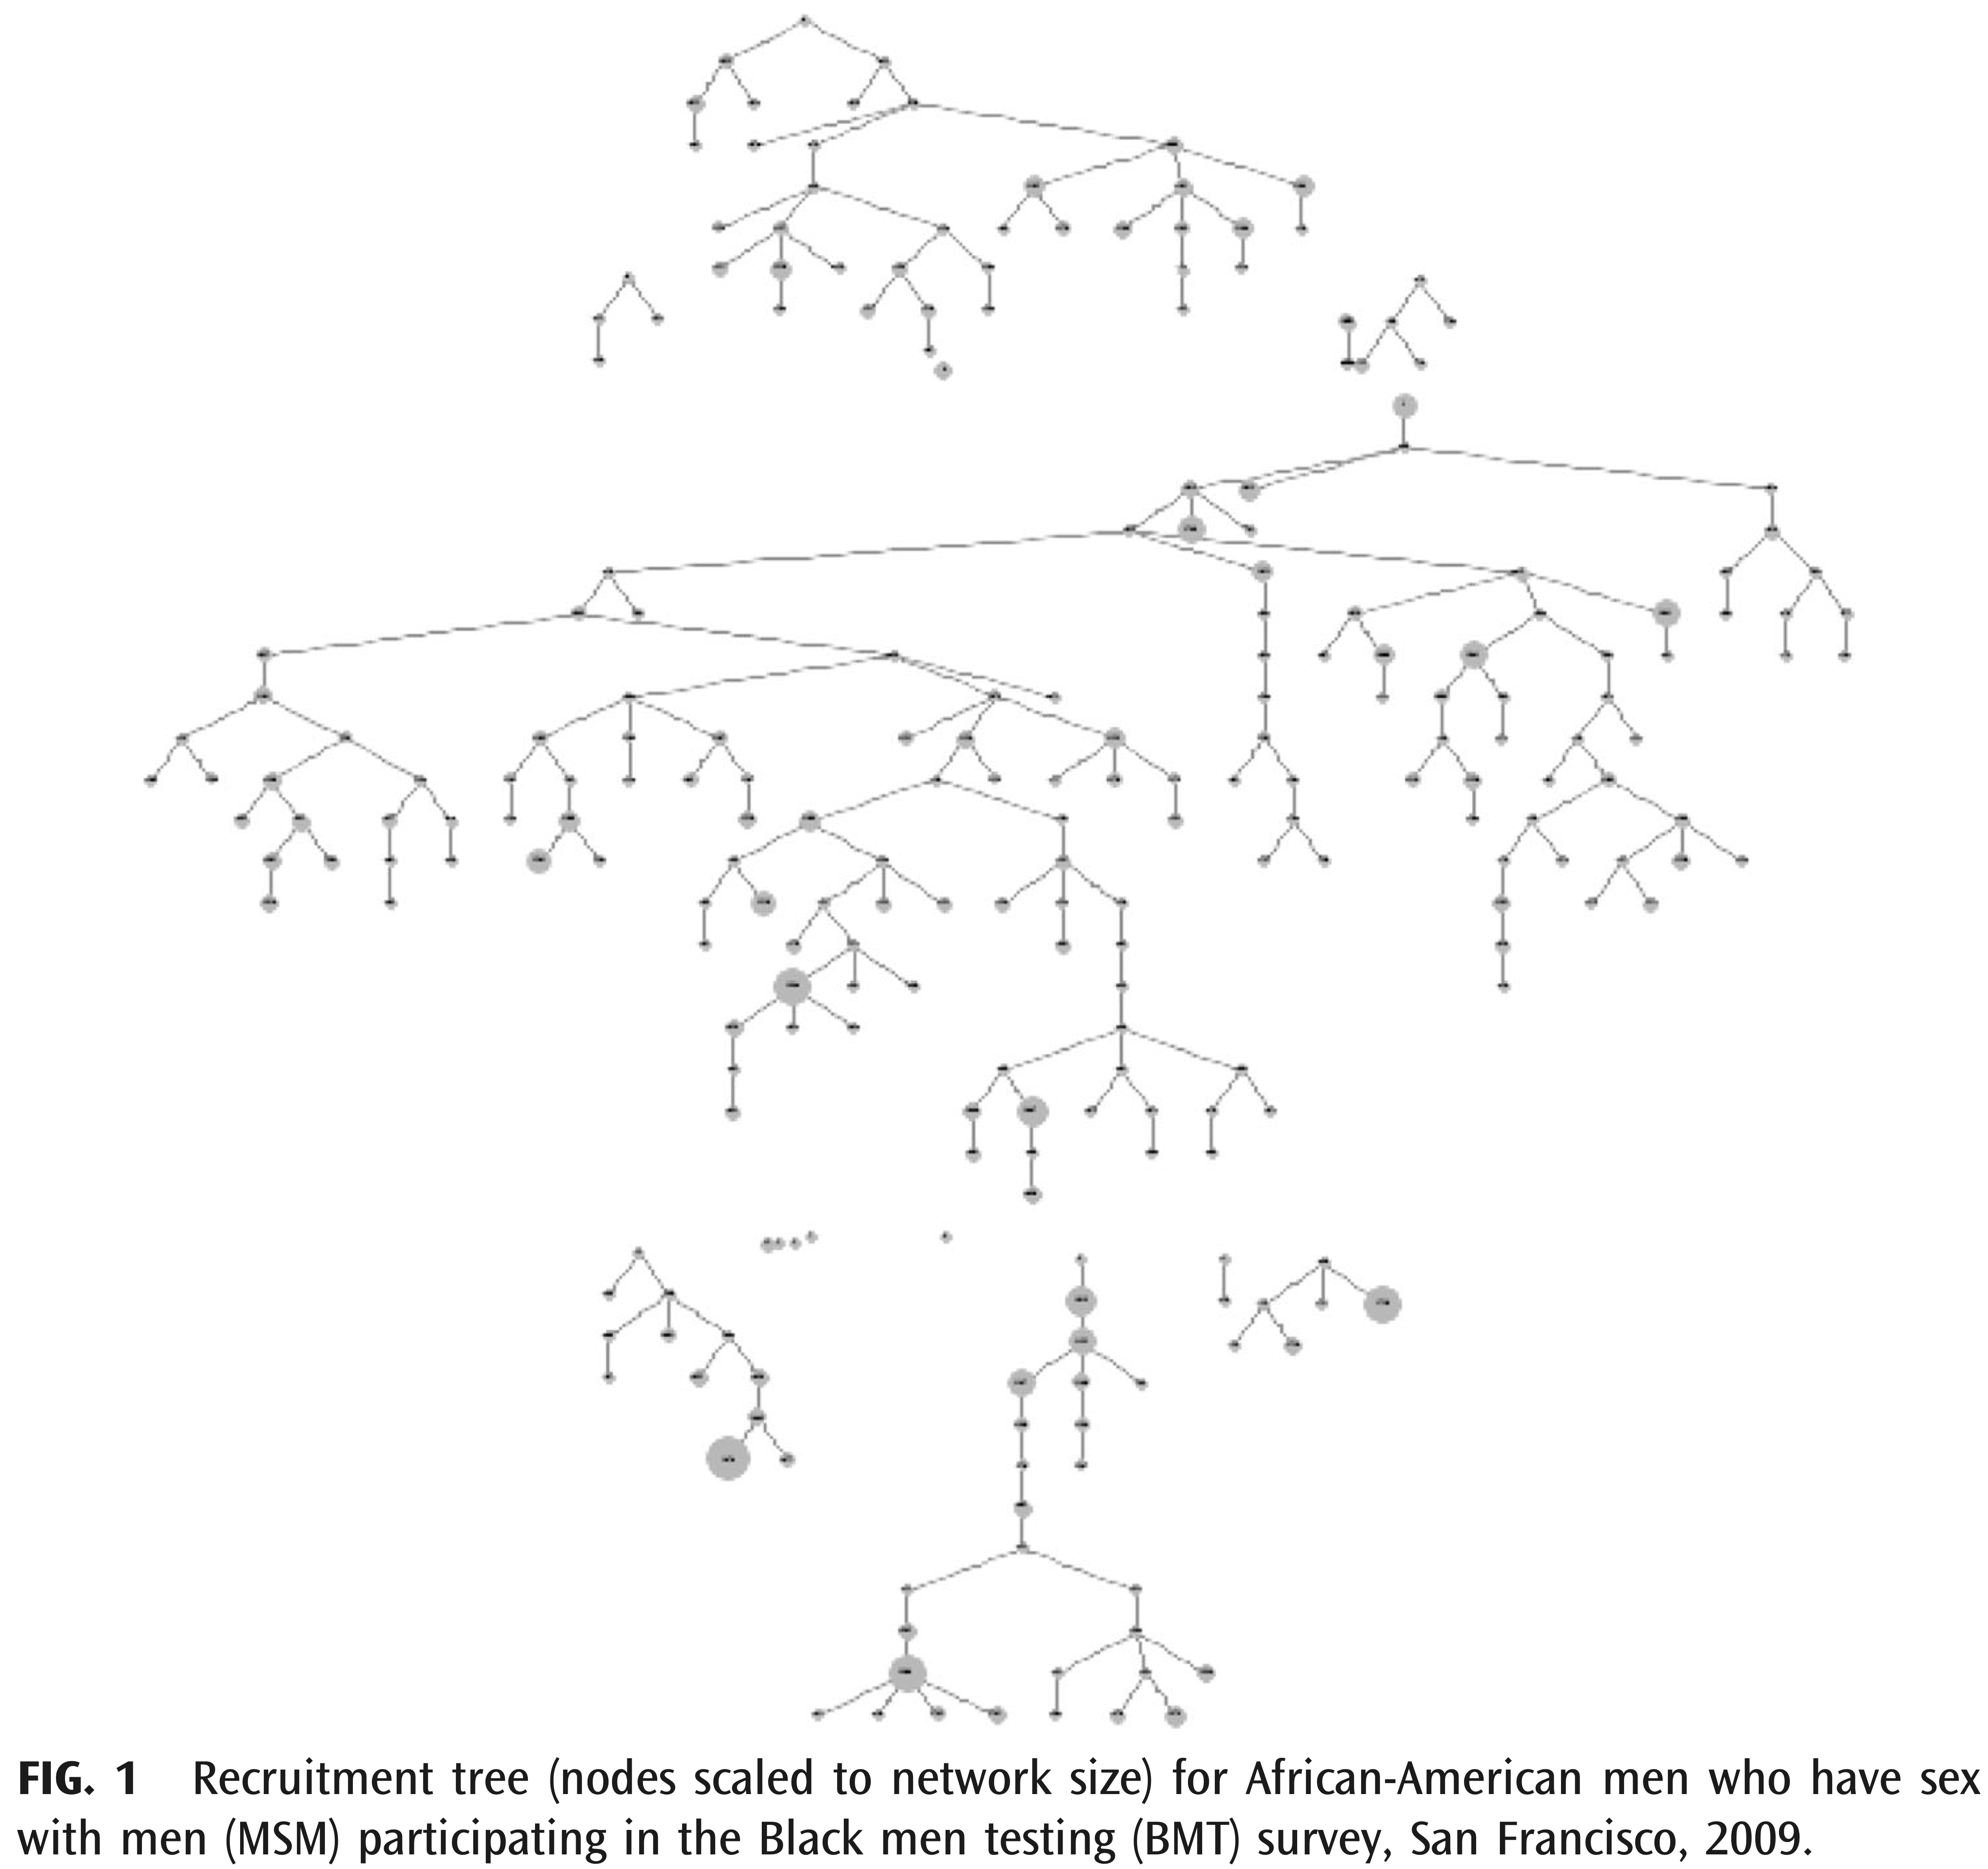 FIG. 1 Recruitment tree (nodes scaled to network size) for African-American men who have sex
with men (MSM) participating in the Black men testing (BMT) survey, San Francisco, 2009.